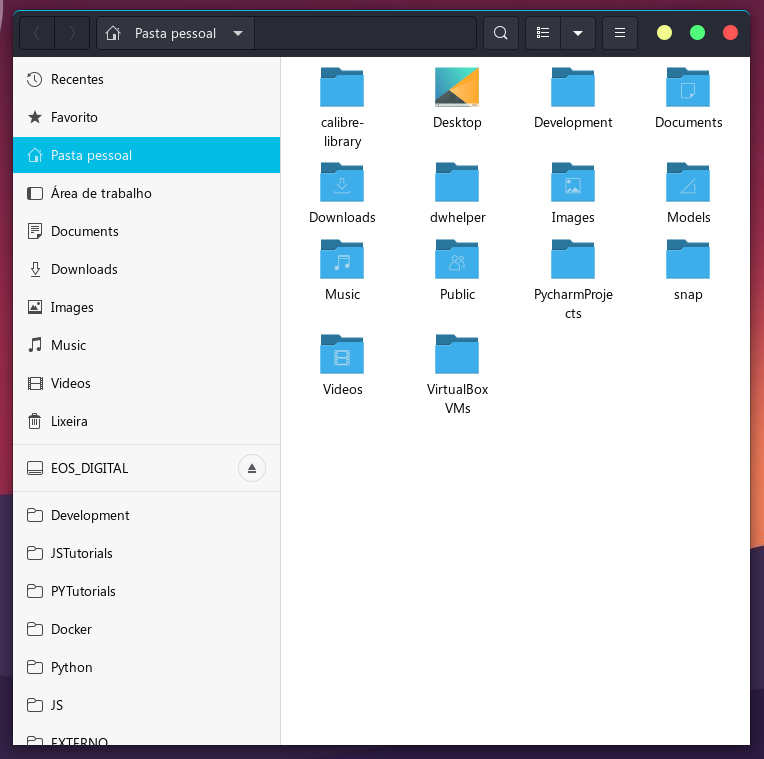 Pasta pessoal
Recentes
Favorito
Pasta pessoal
Área de trabalho
Documents
Downloads
Images
Music
Videos
Lixeira
EOS_DIGITAL
Development
JSTutorials
PYTutorials
Docker
Python
JS
EXTERNO
calibre-
library
Desktop
Development
Documents
Downloads
dwhelper
Images
Models
Music
Public
PycharmProje
cts
snap
Videos
VirtualBox
VMs